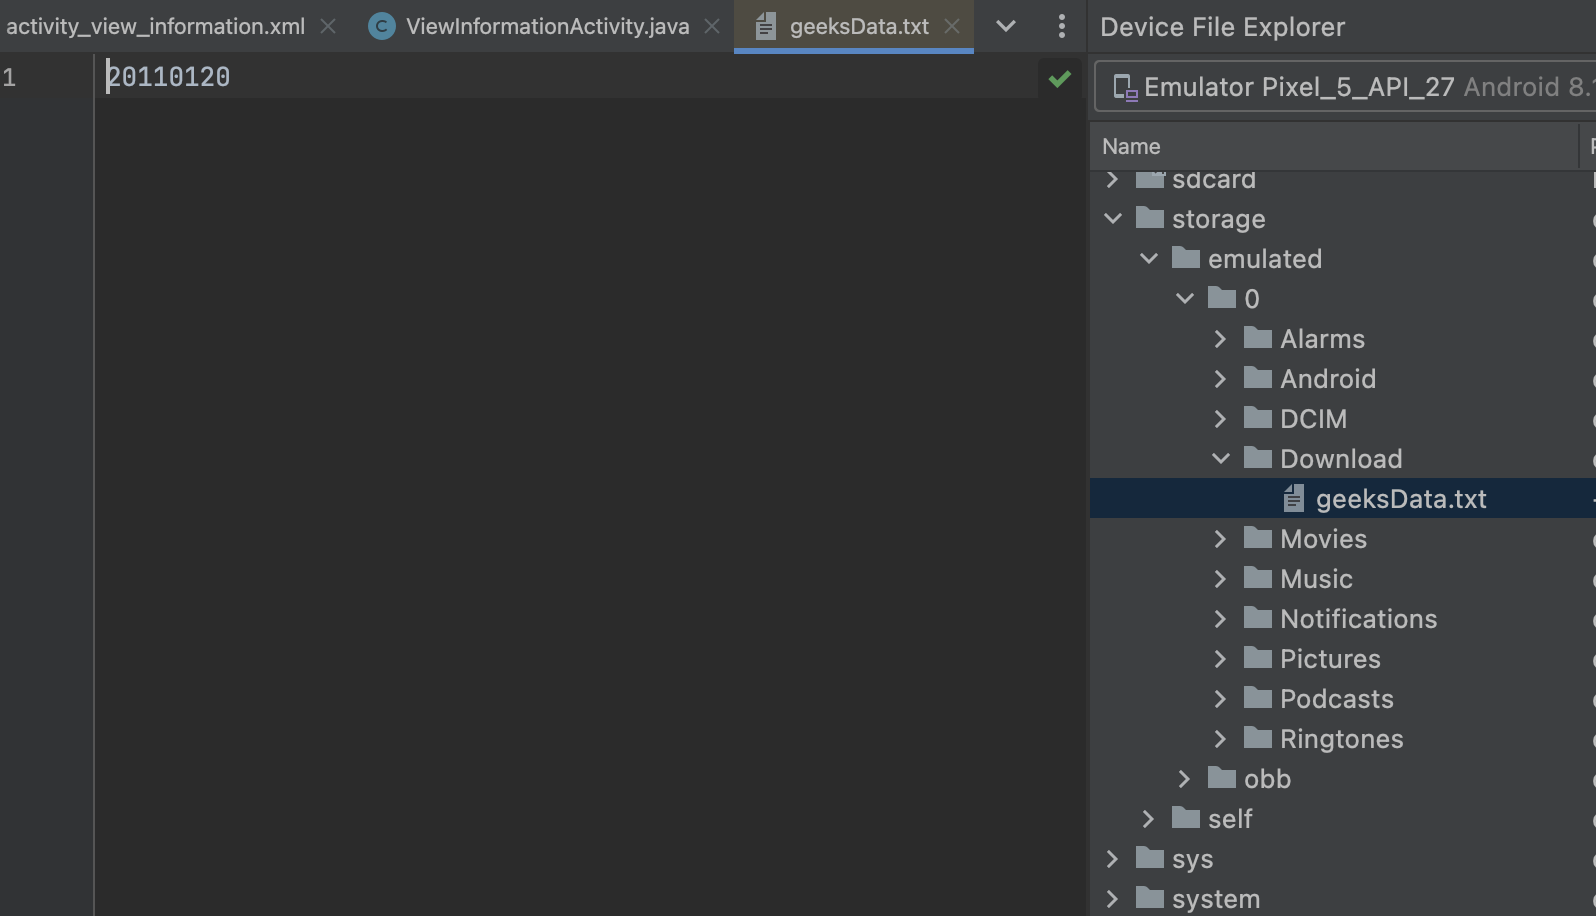 activity_view_information.xml
ViewInformationActivity.java
geeksData.txt
1
20110120
Device File Explorer
Emulator Pixel_5_API_27 Android 8.1
Name
sdcard
storage
emulated
0
Alarms
Android
DCIM
Download
geeksData.txt
Movies
Music
Notifications
Pictures
Podcasts
Ringtones
obb
self
sys
system